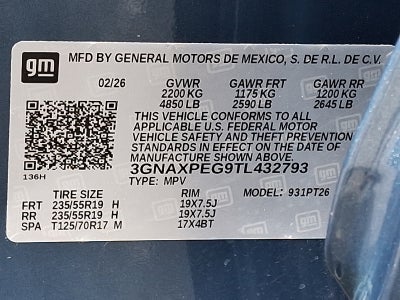 gm MFD BY GENERAL MOTORS DE MEXICO, S. DE R.L. DE C.V.
02/26 GVWR GAWR FRT GAWR RR
2200 KG 1175 KG 1200 KG
4850 LB 2590 LB 2645 LB
THIS VEHICLE CONFORMS TO ALL
APPLICABLE U.S. FEDERAL MOTOR
VEHICLE SAFETY AND THEFT PREVENTION
STANDARDS IN EFFECT ON THE DATE OF
MANUFACTURE SHOWN ABOVE.
3GNAXPEG9TL432793
136H TYPE: MPV
TIRE SIZE RIM MODEL: 931PT26
FRT 235/55R19 H 19X7.5J
RR 235/55R19 H 19X7.5J
SPA T125/70R17 M 17X4BT